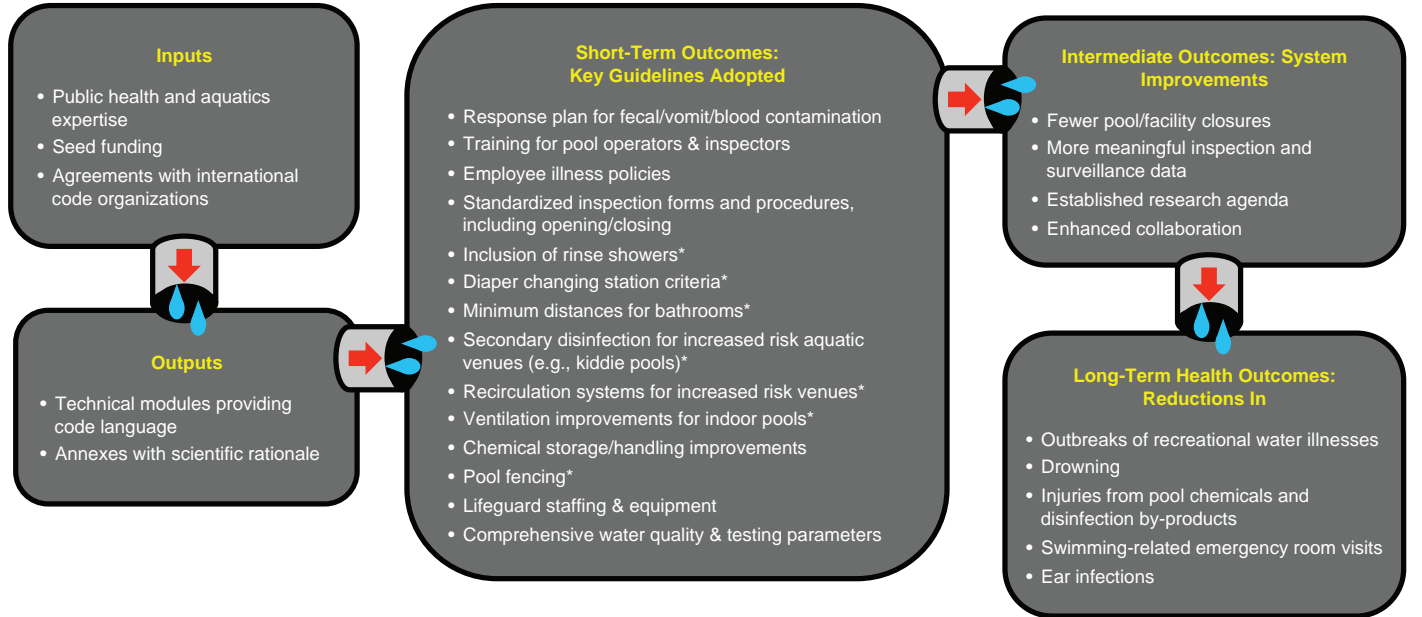 Inputs
• Public health and aquatics
expertise
• Seed funding
• Agreements with international
code organizations
Outputs
• Technical modules providing
code language
• Annexes with scientific rationale
Short-Term Outcomes:
Key Guidelines Adopted
• Response plan for fecal/vomit/blood contamination
• Training for pool operators & inspectors
• Employee illness policies
• Standardized inspection forms and procedures,
including opening/closing
• Inclusion of rinse showers*
• Diaper changing station criteria*
• Minimum distances for bathrooms*
• Secondary disinfection for increased risk aquatic
venues (e.g., kiddie pools)*
• Recirculation systems for increased risk venues*
• Ventilation improvements for indoor pools*
• Chemical storage/handling improvements
• Pool fencing*
• Lifeguard staffing & equipment
• Comprehensive water quality & testing parameters
Intermediate Outcomes: System
Improvements
• Fewer pool/facility closures
• More meaningful inspection and
surveillance data
• Established research agenda
• Enhanced collaboration
Long-Term Health Outcomes:
Reductions In
• Outbreaks of recreational water illnesses
• Drowning
• Injuries from pool chemicals and
disinfection by-products
• Swimming-related emergency room visits
• Ear infections